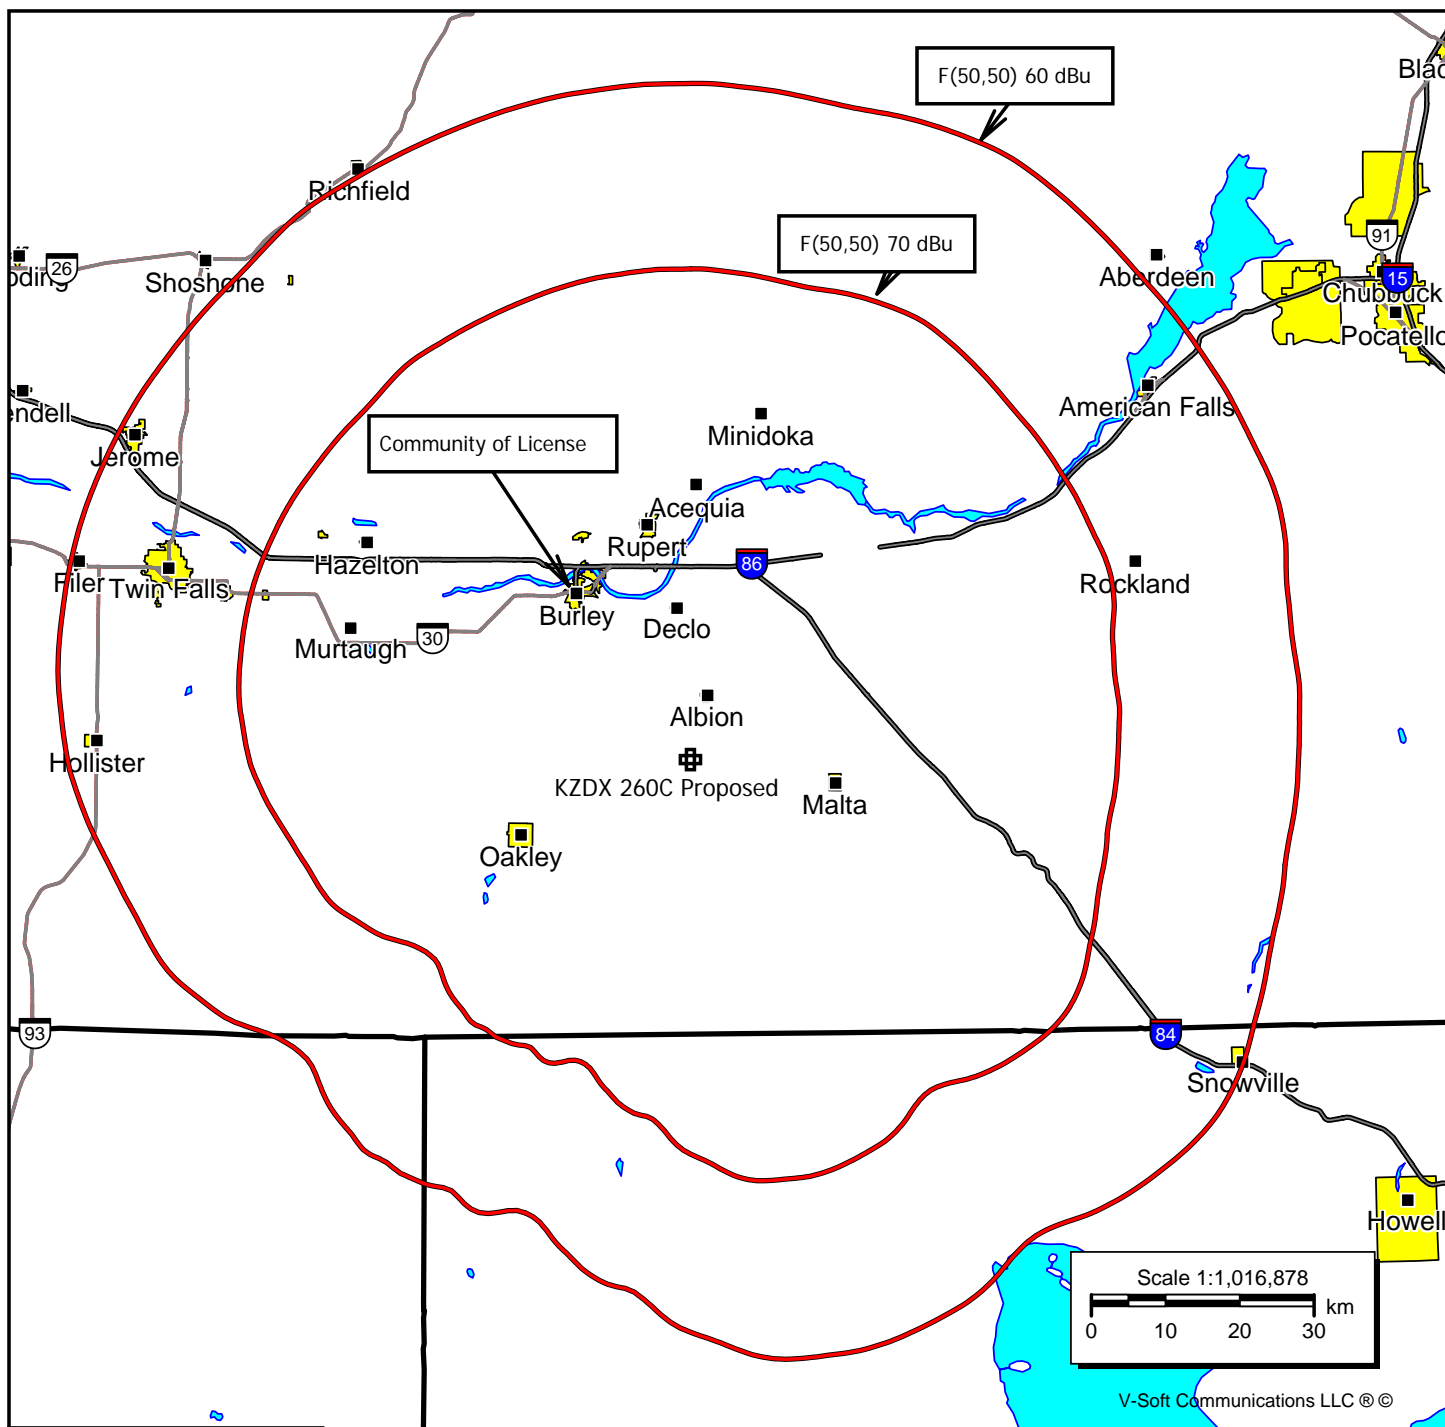 F(50,50) 60 dBu
Blac
Richfield
F(50,50) 70 dBu
91
oding
26
Shoshone
Aberdeen
15
Chubbuck
Pocatello
endell
American Falls
Jerome
Community of License
Minidoka
Acequia
Rupert
Hazelton
86
Filer
Twin Falls
Rockland
Burley
Declo
Murtaugh
30
Albion
Hollister
KZDX 260C Proposed
Malta
Oakley
93
84
Snowville
Howell
Scale 1:1,016,878
km
0 10 20 30
V-Soft Communications LLC ® ©